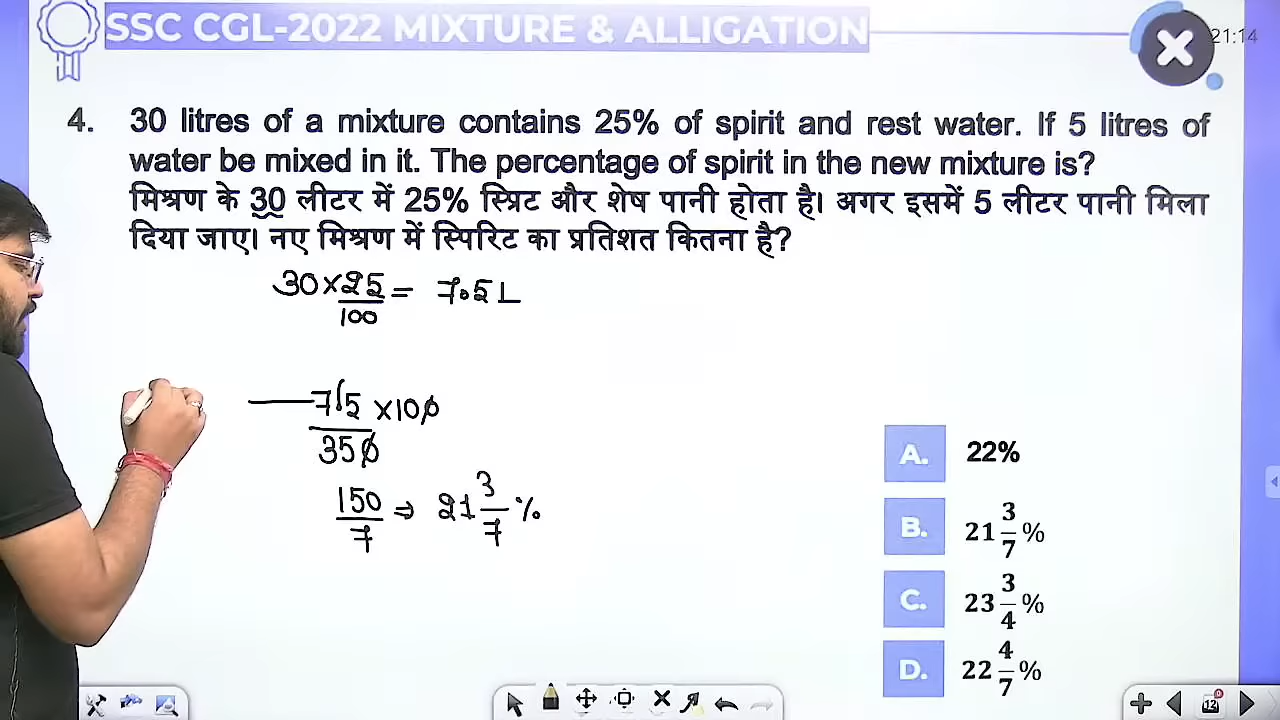 SSC CGL-2022 MIXTURE & ALLIGATION
21:14
4. 30 litres of a mixture contains 25% of spirit and rest water. If 5 litres of
water be mixed in it. The percentage of spirit in the new mixture is?
मिश्रण के 30 लीटर में 25% स्प्रिट और शेष पानी होता है। अगर इसमें 5 लीटर पानी मिला
दिया जाए। नए मिश्रण में स्पिरिट का प्रतिशत कितना है?
30 × 25/100 = 7.5 L
7.5/350 × 100
150/7 ⇒ 21 3/7 %
A. 22%
B. 21 3/7 %
C. 23 3/4 %
D. 22 4/7 %
12